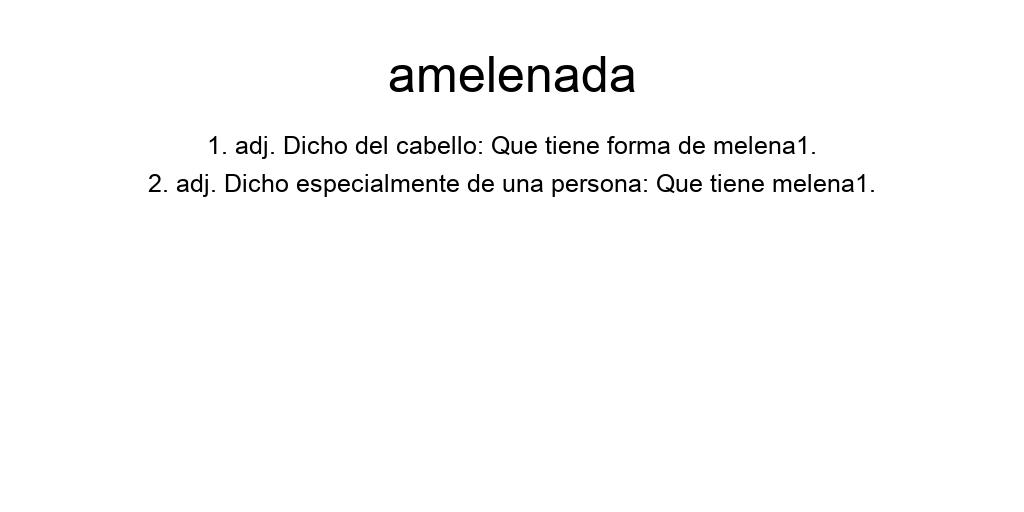 amelenada
1. adj. Dicho del cabello: Que tiene forma de melena1.
2. adj. Dicho especialmente de una persona: Que tiene melena1.